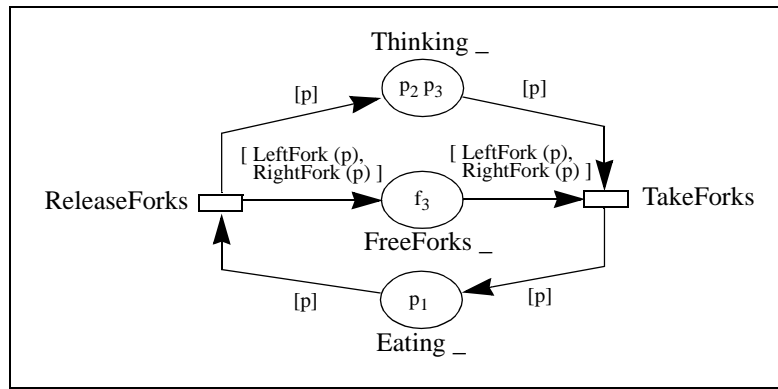 Thinking _
p2 p3
[p]
[p]
[ LeftFork (p),
RightFork (p) ]
[ LeftFork (p),
RightFork (p) ]
ReleaseForks
f3
TakeForks
FreeForks _
[p]
p1
[p]
Eating _